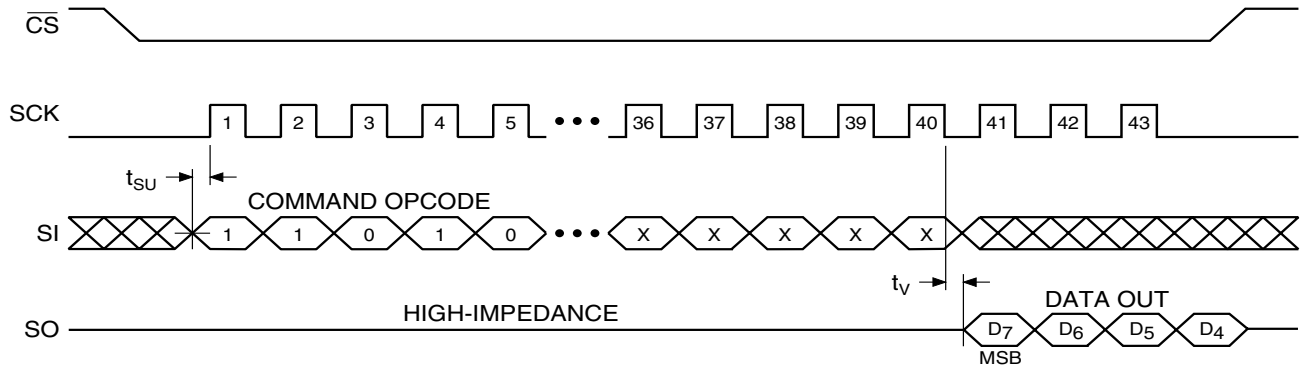 CS
SCK 1 2 3 4 5 ••• 36 37 38 39 40 41 42 43
tSU
COMMAND OPCODE
SI 1 1 0 1 0 ••• X X X X X
tV
HIGH-IMPEDANCE DATA OUT
SO D7 D6 D5 D4
MSB